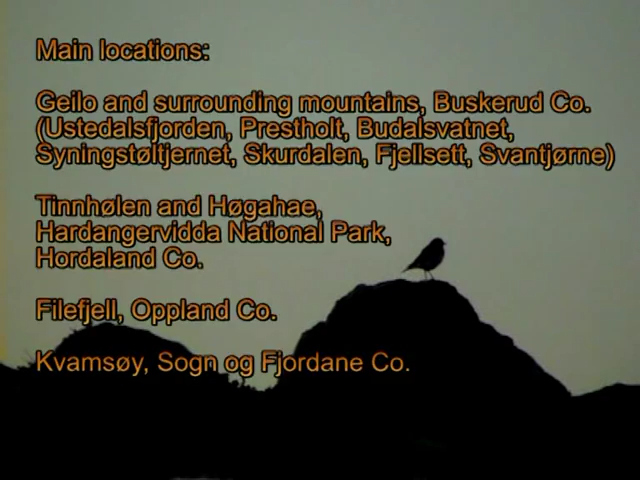 Main locations:
Geilo and surrounding mountains, Buskerud Co.
(Ustedalsfjorden, Prestholt, Budalsvatnet,
Syningstøltjernet, Skurdalen, Fjellsett, Svantjørne)
Tinnhølen and Høgahae,
Hardangervidda National Park,
Hordaland Co.
Filefjell, Oppland Co.
Kvamsøy, Sogn og Fjordane Co.